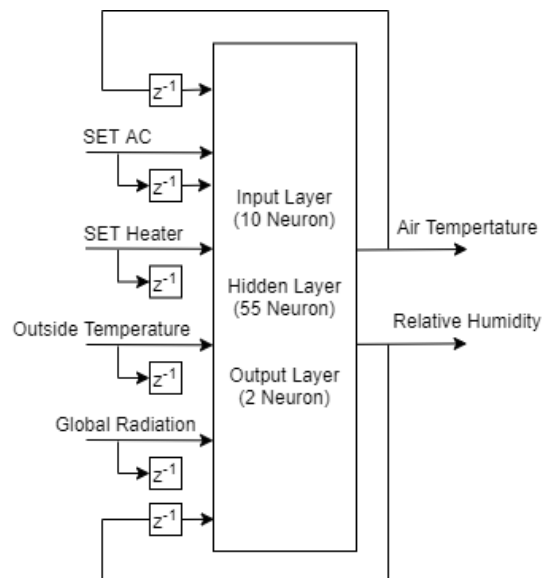 z⁻¹
SET AC
z⁻¹
SET Heater
z⁻¹
Outside Temperature
z⁻¹
Global Radiation
z⁻¹
z⁻¹
Input Layer
(10 Neuron)
Hidden Layer
(55 Neuron)
Output Layer
(2 Neuron)
Air Tempertature
Relative Humidity